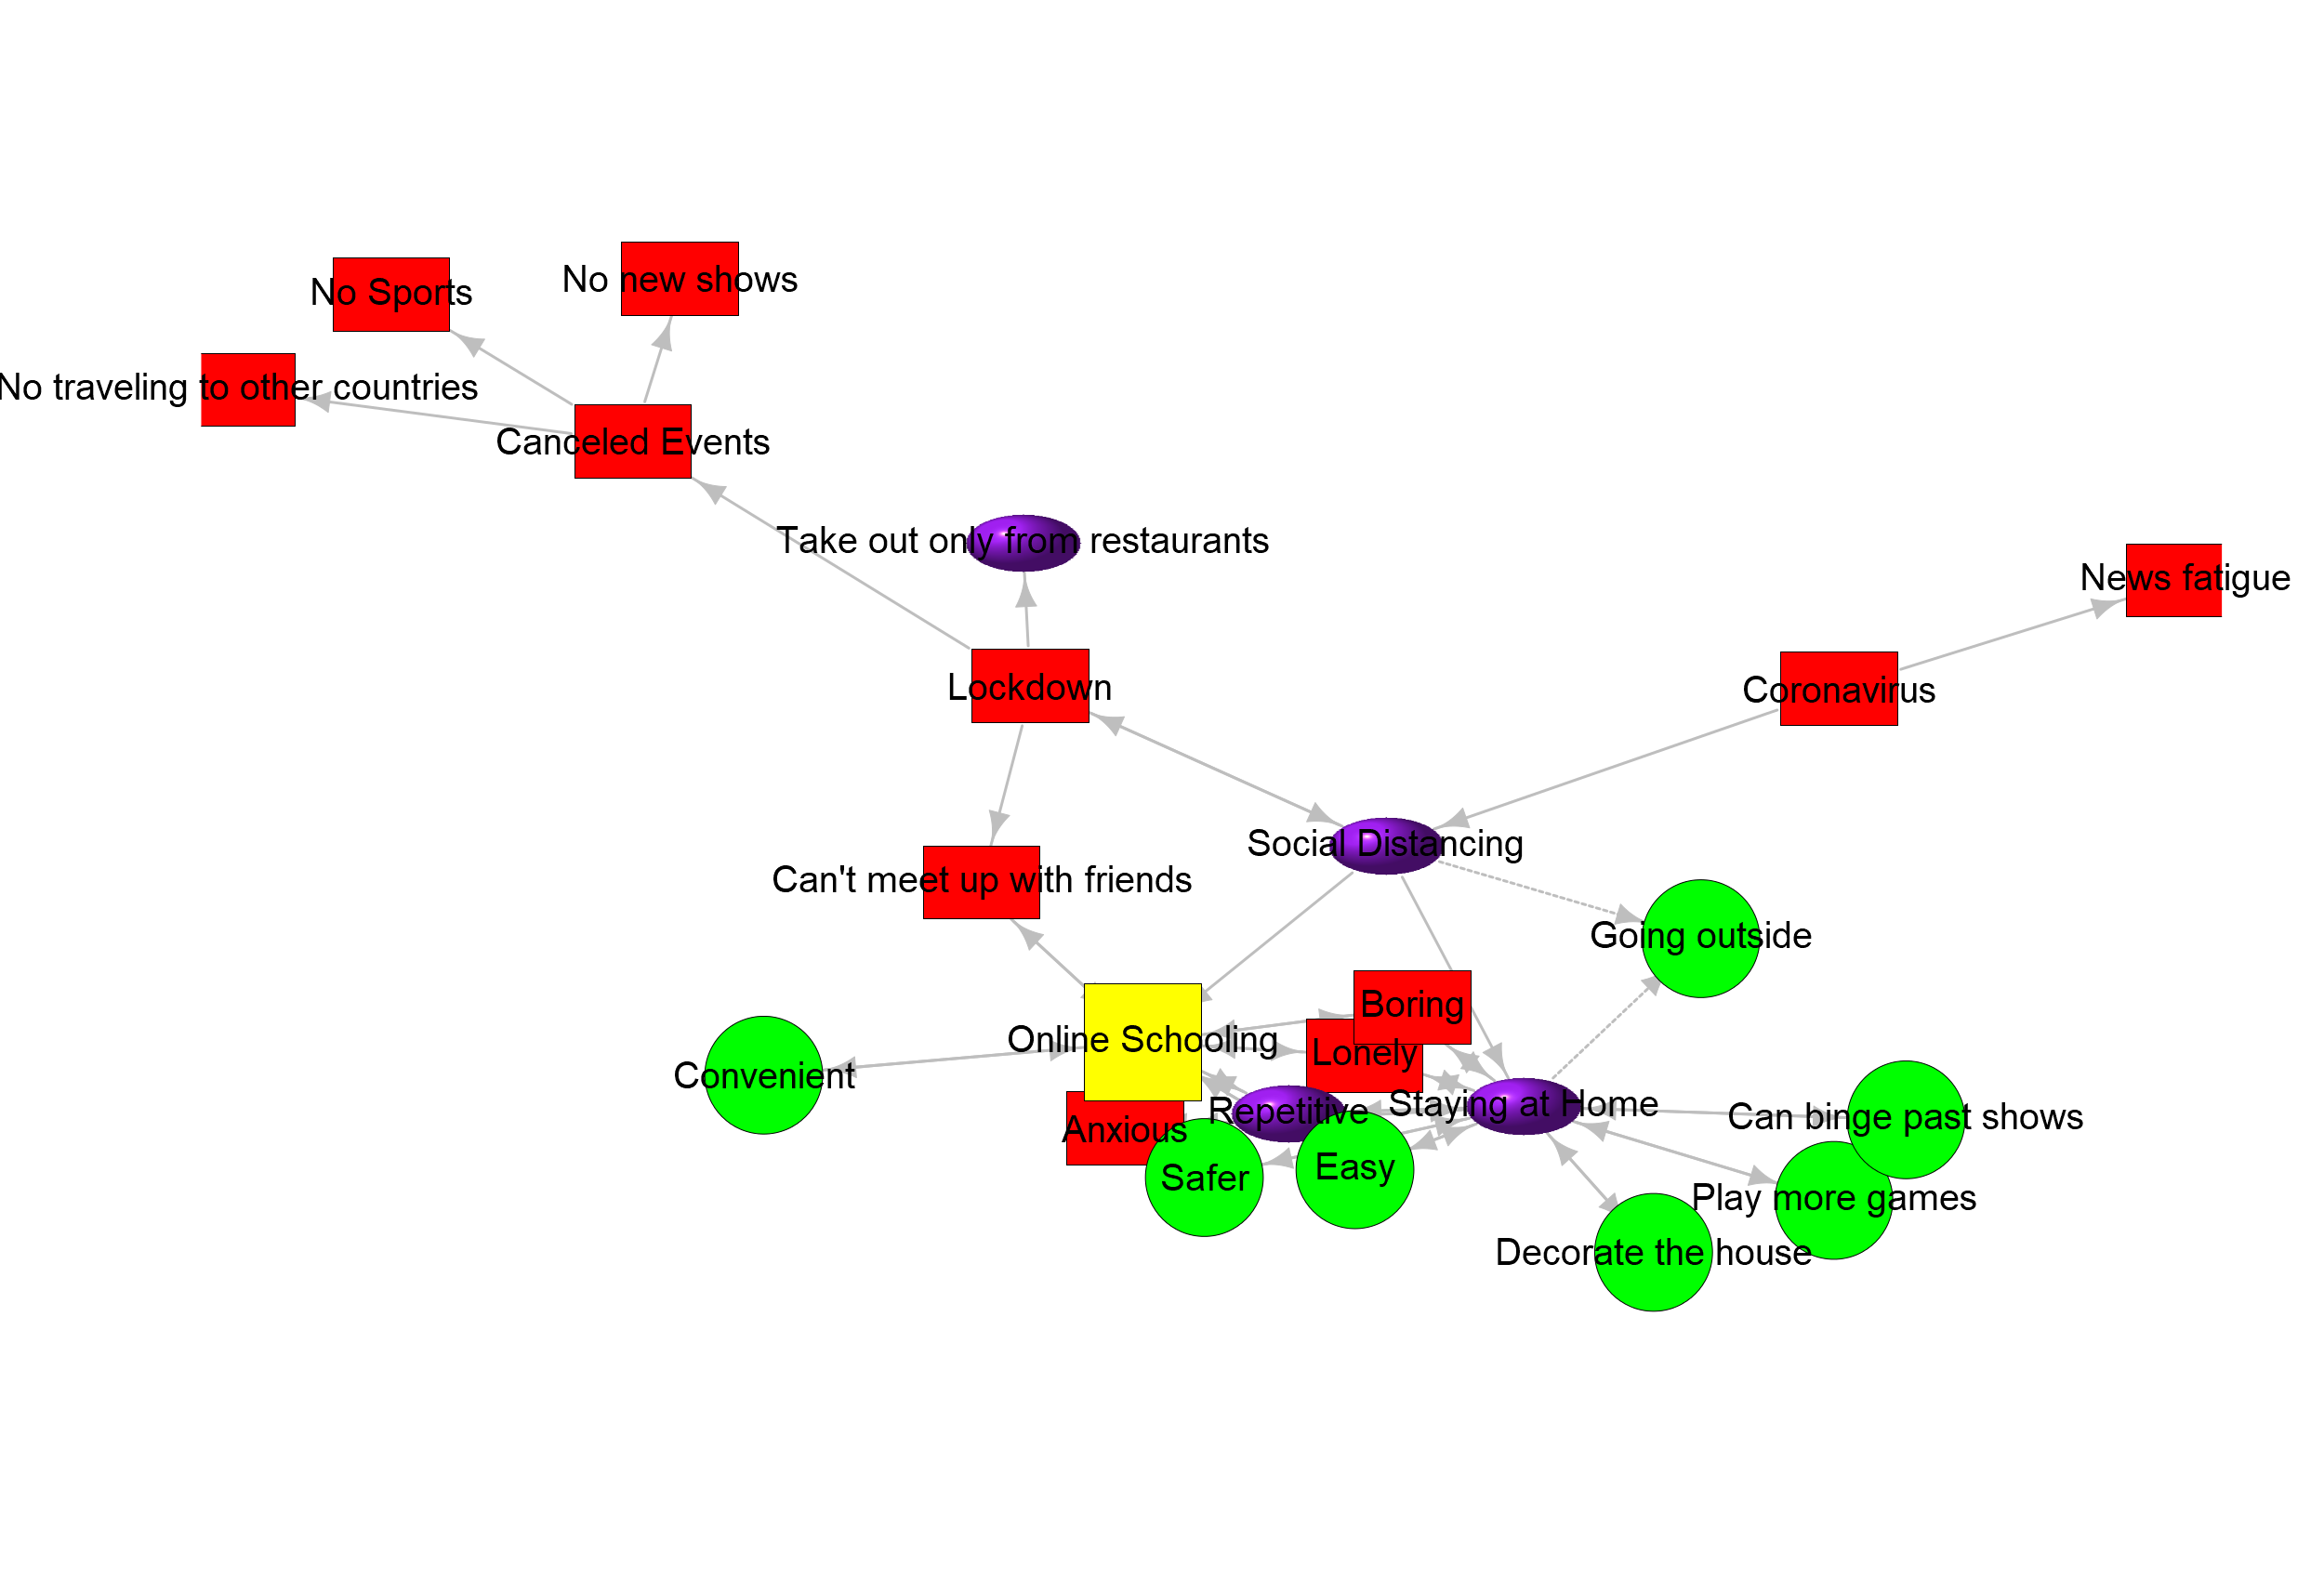 No new shows
No Sports
No traveling to other countries
Canceled Events
Take out only from restaurants
News fatigue
Lockdown
Coronavirus
Social Distancing
Can't meet up with friends
Going outside
Boring
Online Schooling
Lonely
Convenient
Staying at Home
Repetitive
Can binge past shows
Anxious
Easy
Safer
Play more games
Decorate the house